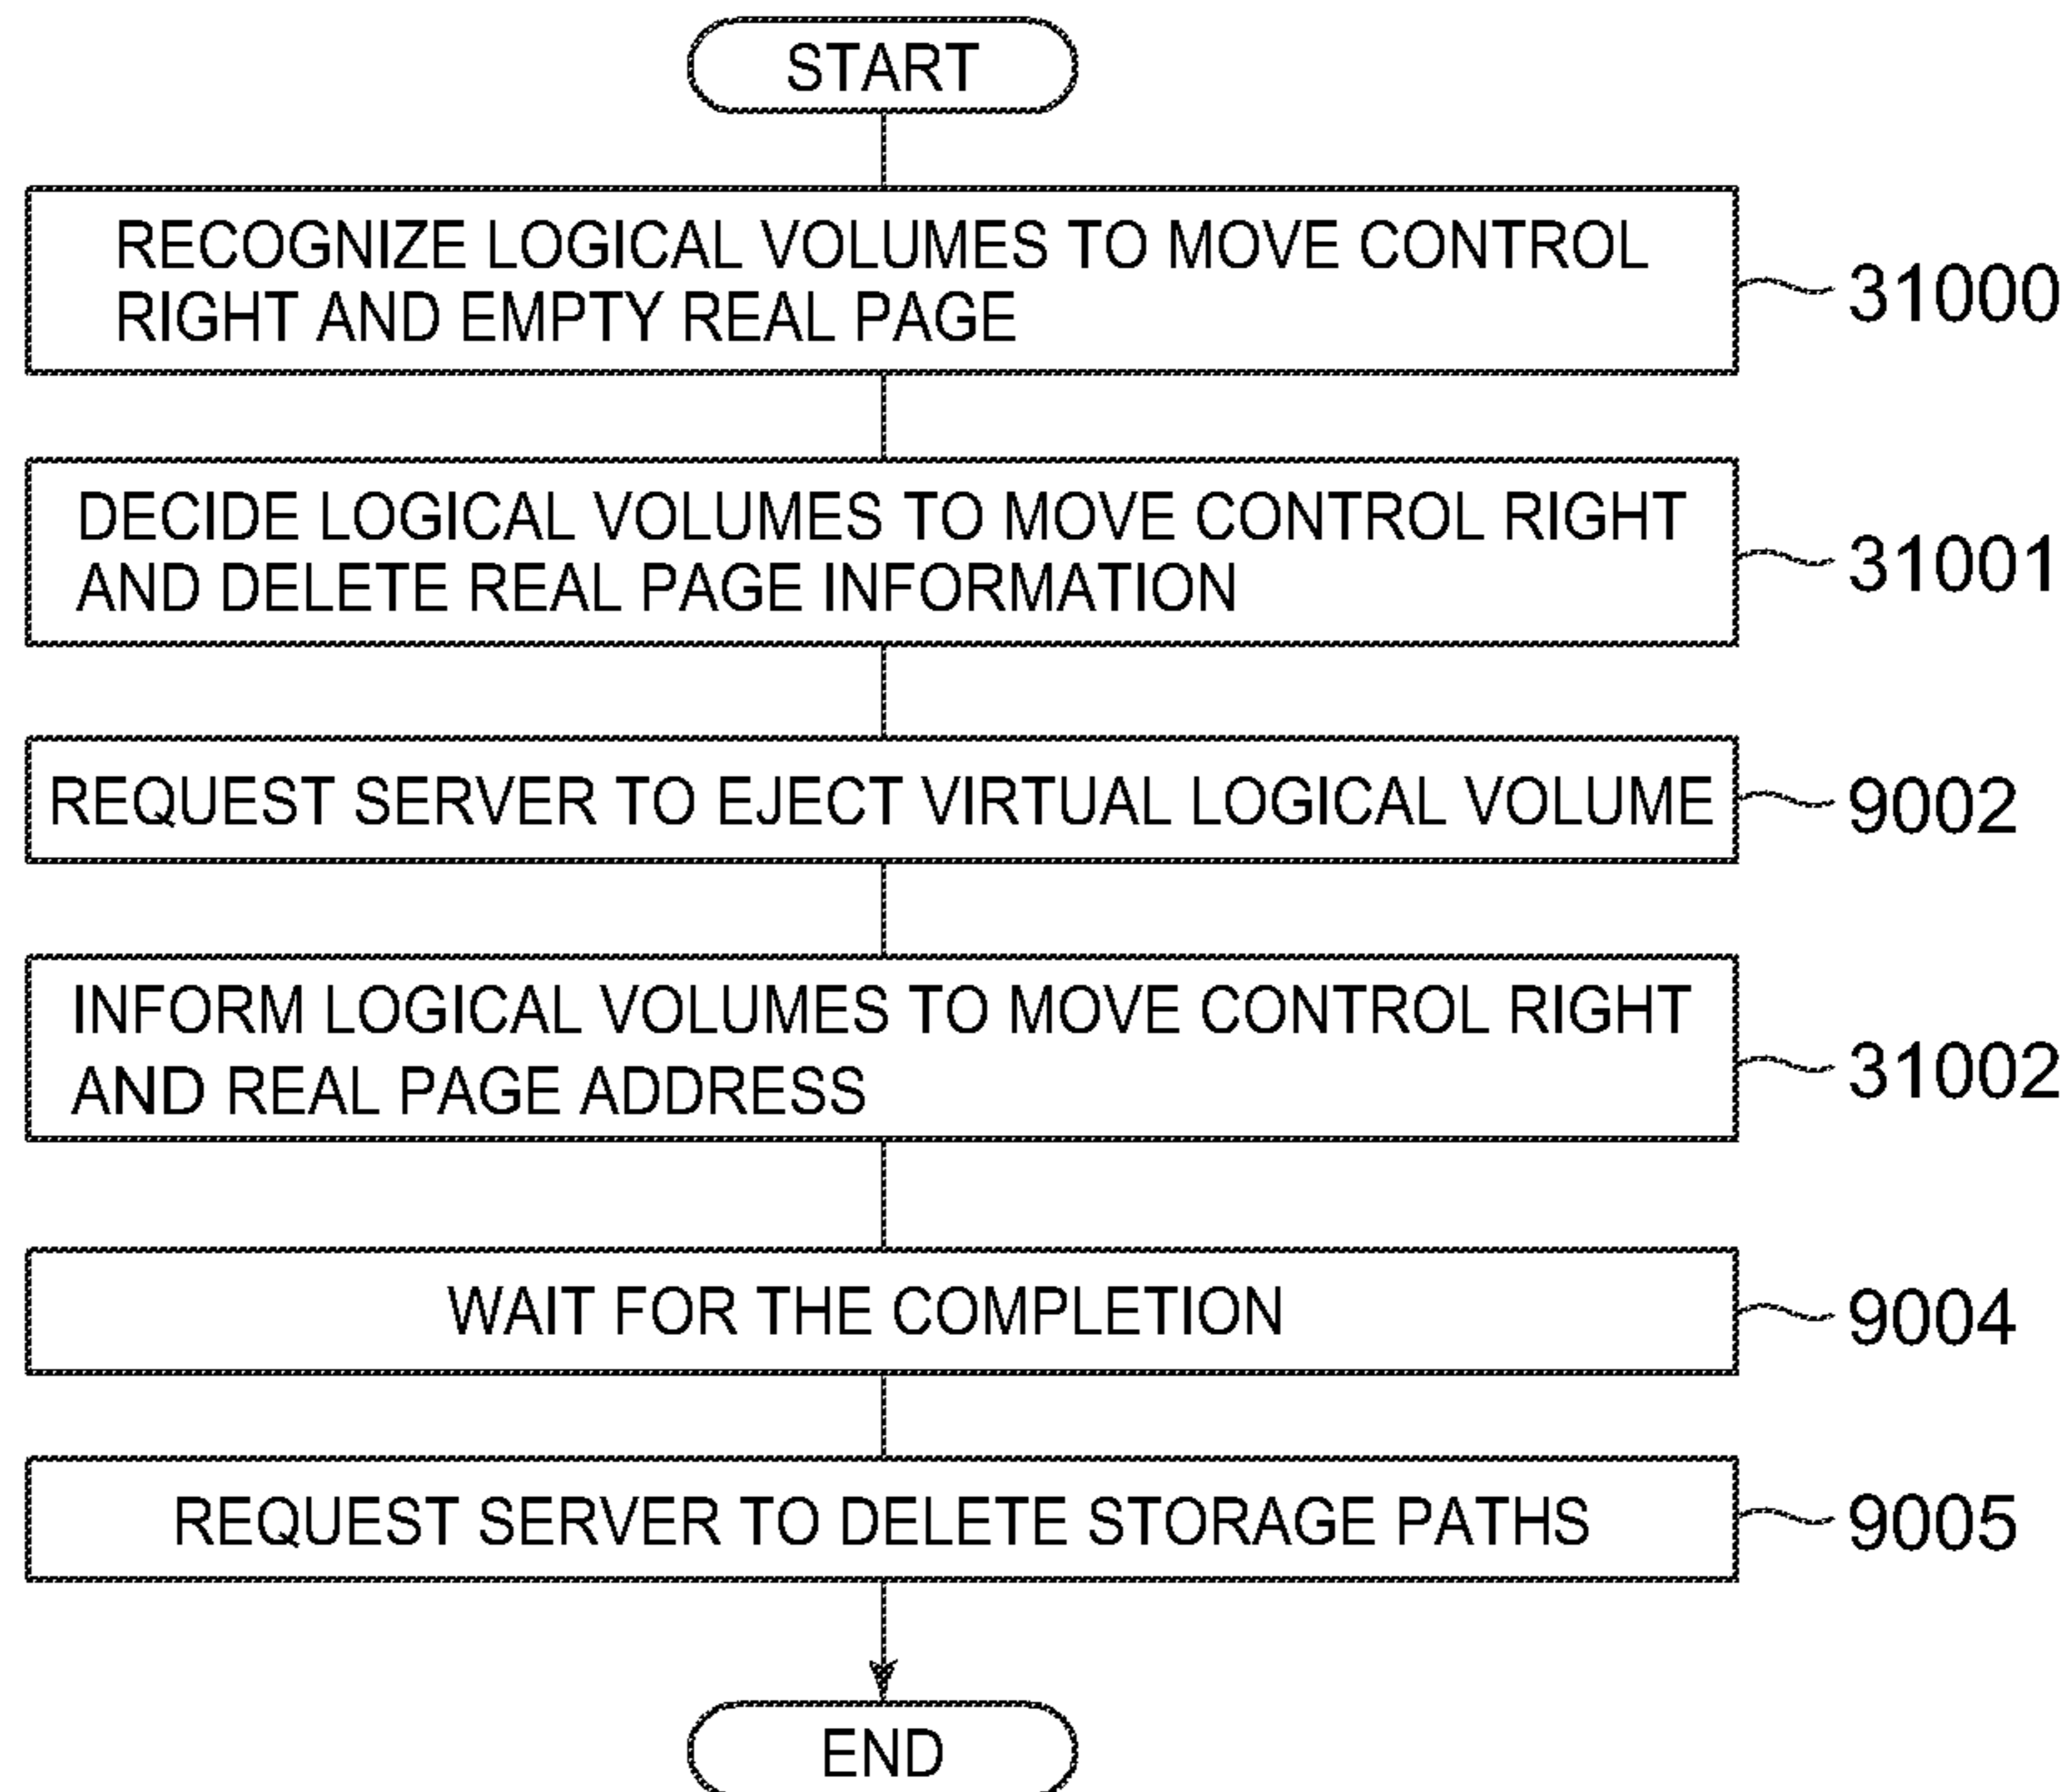 START
RECOGNIZE LOGICAL VOLUMES TO MOVE CONTROL
RIGHT AND EMPTY REAL PAGE
31000
DECIDE LOGICAL VOLUMES TO MOVE CONTROL RIGHT
AND DELETE REAL PAGE INFORMATION
31001
REQUEST SERVER TO EJECT VIRTUAL LOGICAL VOLUME
9002
INFORM LOGICAL VOLUMES TO MOVE CONTROL RIGHT
AND REAL PAGE ADDRESS
31002
WAIT FOR THE COMPLETION
9004
REQUEST SERVER TO DELETE STORAGE PATHS
9005
END